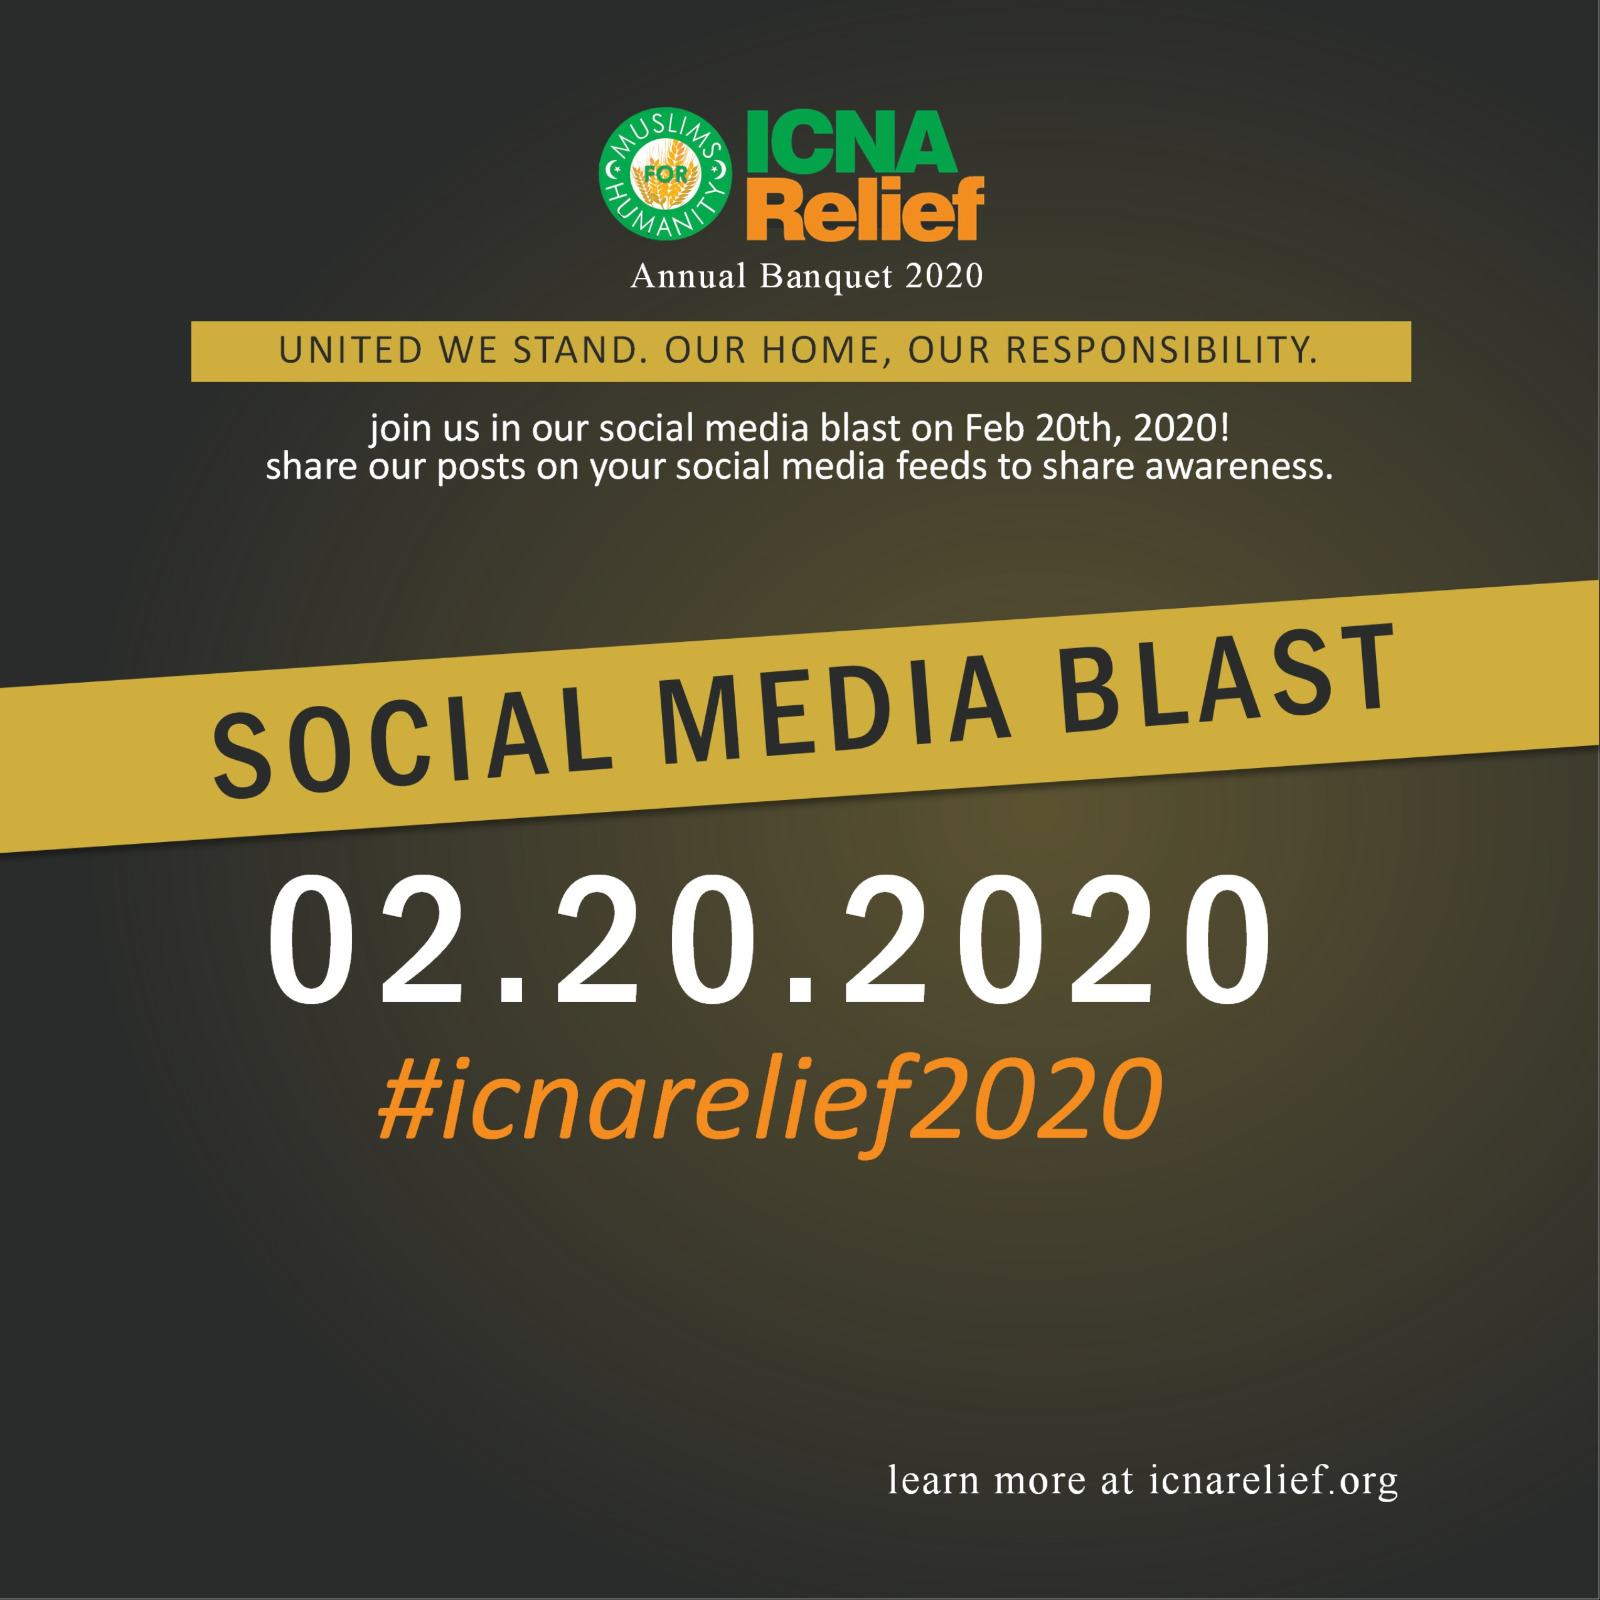 MUSLIMS
FOR
HUMANITY
ICNA
Relief
Annual Banquet 2020
UNITED WE STAND. OUR HOME, OUR RESPONSIBILITY.
join us in our social media blast on Feb 20th, 2020!
share our posts on your social media feeds to share awareness.
SOCIAL MEDIA BLAST
02.20.2020
#icnarelief2020
learn more at icnarelief.org